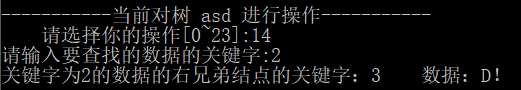 ----------当前对树 asd 进行操作-----------
请选择你的操作[0~23]:14
请输入要查找的数据的关键字:2
关键字为2的数据的右兄弟结点的关键字：3    数据：D!